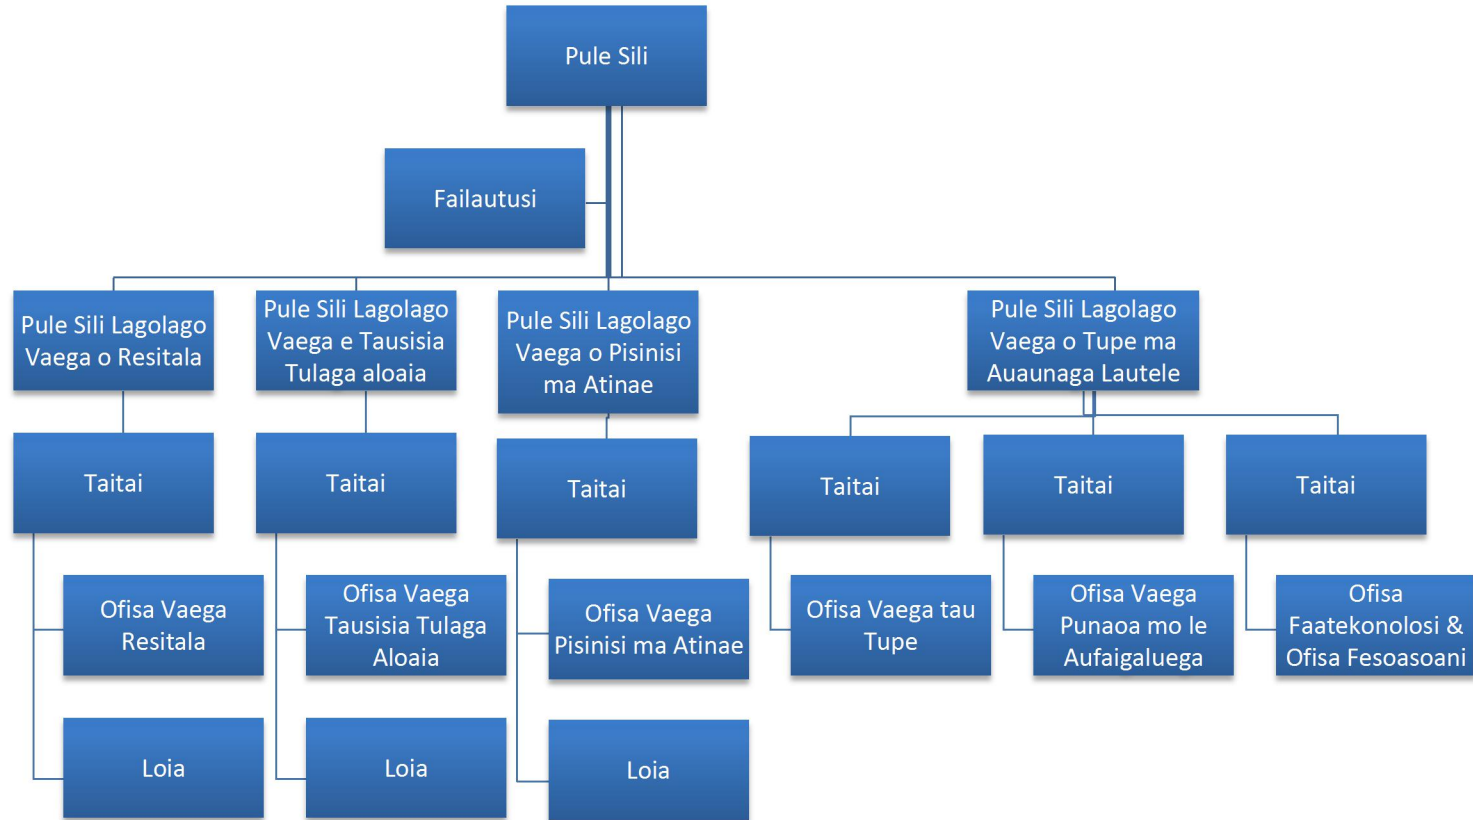 Pule Sili
Failautusi
Pule Sili Lagolago
Vaega o Resitala
Pule Sili Lagolago
Vaega e Tausisia
Tulaga aloaia
Pule Sili Lagolago
Vaega o Pisinisi
ma Atinae
Pule Sili Lagolago
Vaega o Tupe ma
Auaunaga Lautele
Taitai
Taitai
Taitai
Taitai
Taitai
Taitai
Ofisa Vaega
Resitala
Ofisa Vaega
Tausisia Tulaga
Aloaia
Ofisa Vaega
Pisinisi ma Atinae
Ofisa Vaega tau
Tupe
Ofisa Vaega
Punaoa mo le
Aufaigaluega
Ofisa
Faatekonolosi &
Ofisa Fesoasoani
Loia
Loia
Loia